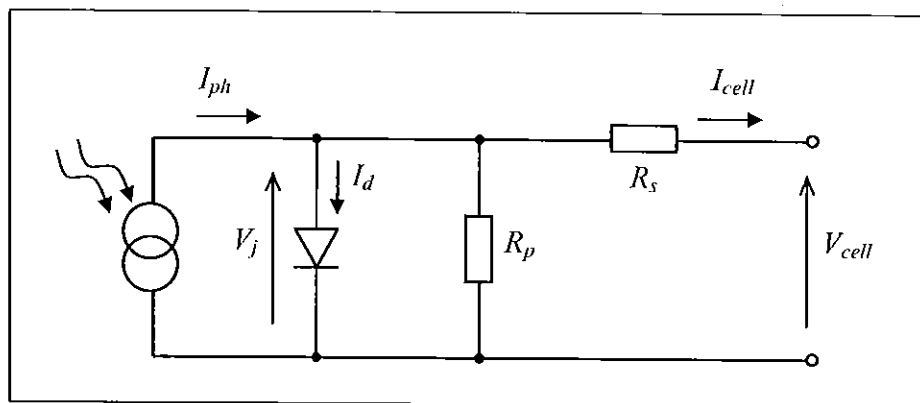 I_ph
I_cell
I_d
R_s
V_j
R_p
V_cell